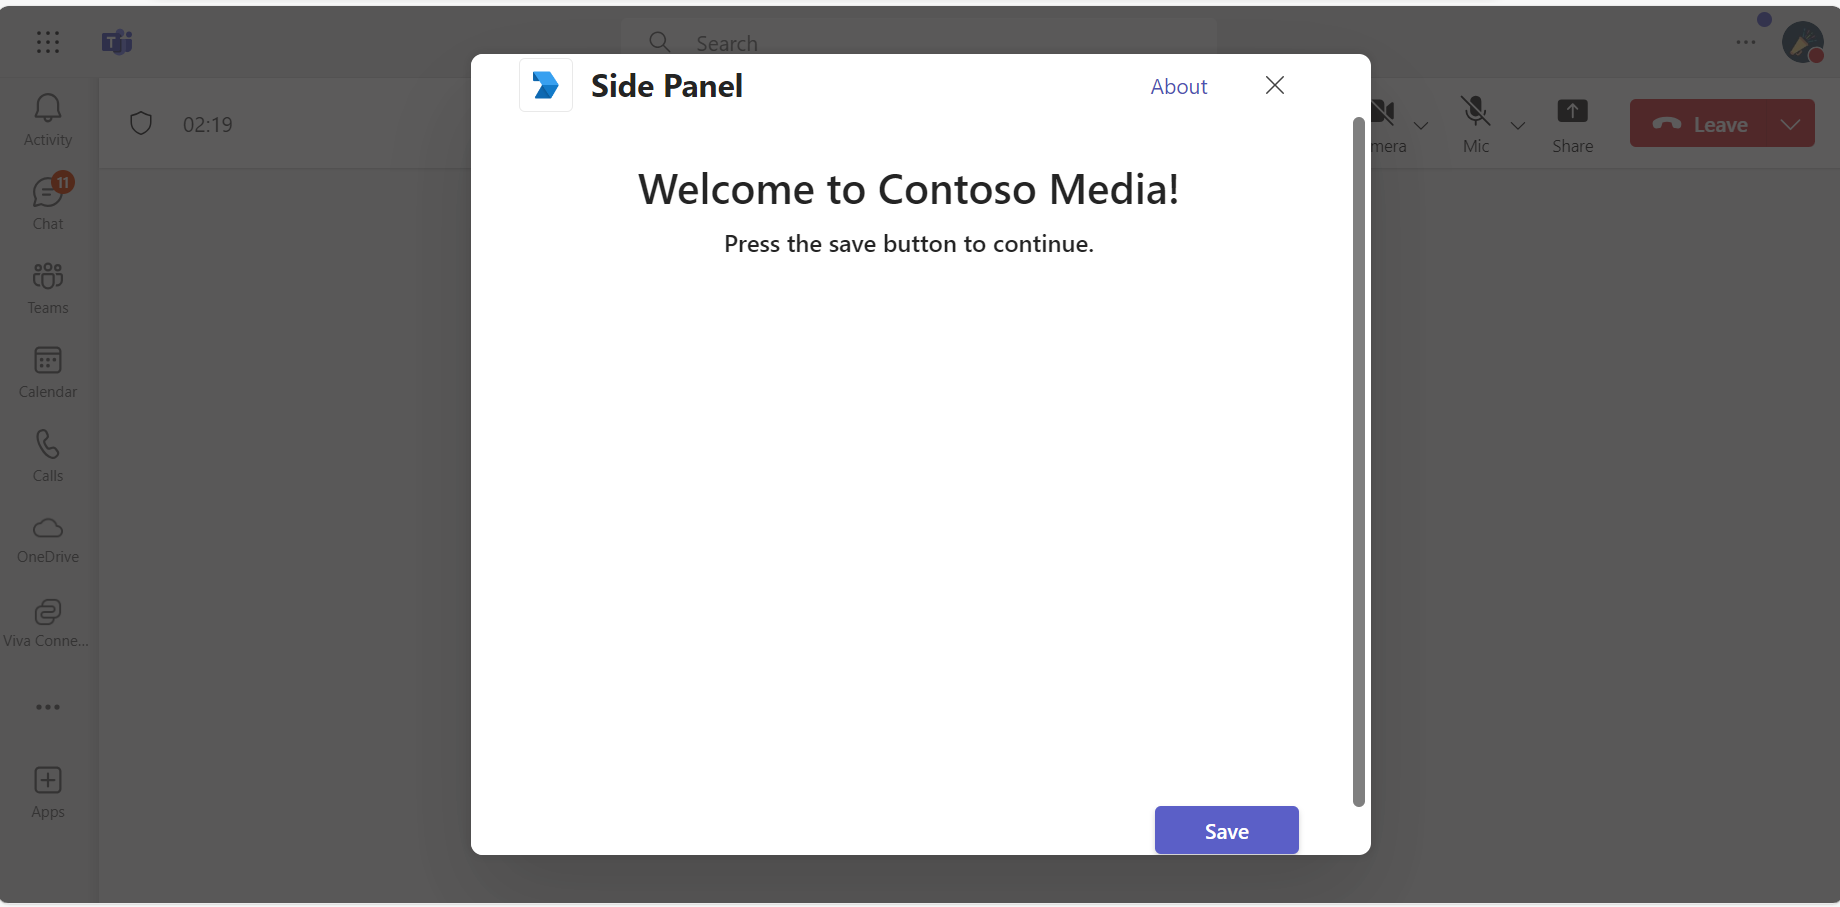 Search
Side Panel
About
Activity
02:19
mera
Mic
Share
Leave
11
Chat
Welcome to Contoso Media!
Press the save button to continue.
Teams
Calendar
Calls
OneDrive
Viva Conne...
Apps
Save